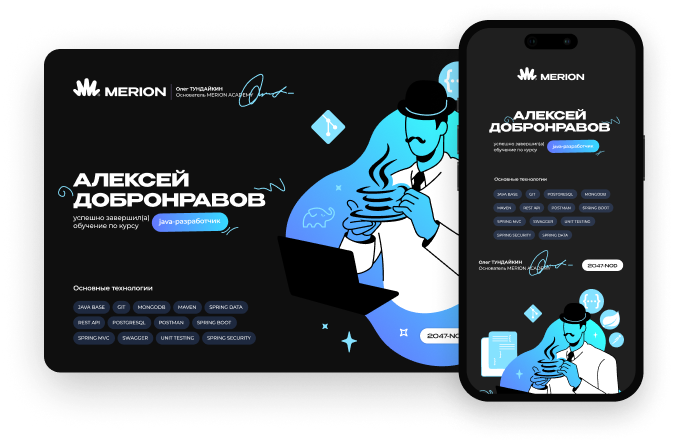 MERION
Олег ТУНДАЙКИН
Основатель MERION ACADEMY
АЛЕКСЕЙ
ДОБРОНРАВОВ
успешно завершил(а)
обучение по курсу
java-разработчик
Основные технологии
JAVA BASE GIT MONGODB MAVEN SPRING DATA
REST API POSTGRESQL POSTMAN SPRING BOOT
SPRING MVC SWAGGER UNIT TESTING SPRING SECURITY
2047-NO
MERION
АЛЕКСЕЙ
ДОБРОНРАВОВ
успешно завершил(а)
обучение по курсу
java-разработчик
Основные технологии
JAVA BASE GIT POSTGRESQL MONGODB
MAVEN REST API POSTMAN SPRING BOOT
SPRING MVC SWAGGER UNIT TESTING
SPRING SECURITY SPRING DATA
Олег ТУНДАЙКИН
Основатель MERION ACADEMY
2047-NOD